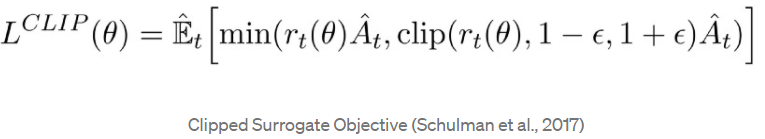 L^{CLIP}(θ) = Ê_t[min(r_t(θ)Â_t, clip(r_t(θ), 1 − ϵ, 1 + ϵ)Â_t)]
Clipped Surrogate Objective (Schulman et al., 2017)